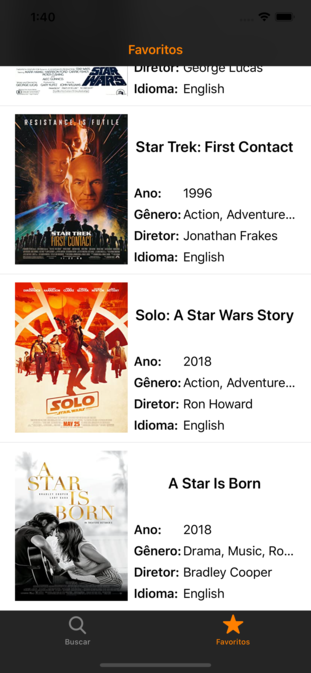 1:40
Favoritos
STAR
WARS
Diretor: George Lucas
Idioma: English
RESISTANCE IS FUTILE
STAR TREK
FIRST CONTACT
Star Trek: First Contact
Ano: 1996
Gênero: Action, Adventure...
Diretor: Jonathan Frakes
Idioma: English
SOLO
MAY 25
Solo: A Star Wars Story
Ano: 2018
Gênero: Action, Adventure...
Diretor: Ron Howard
Idioma: English
A
STAR
IS
BORN
A Star Is Born
Ano: 2018
Gênero: Drama, Music, Ro...
Diretor: Bradley Cooper
Idioma: English
Buscar
Favoritos